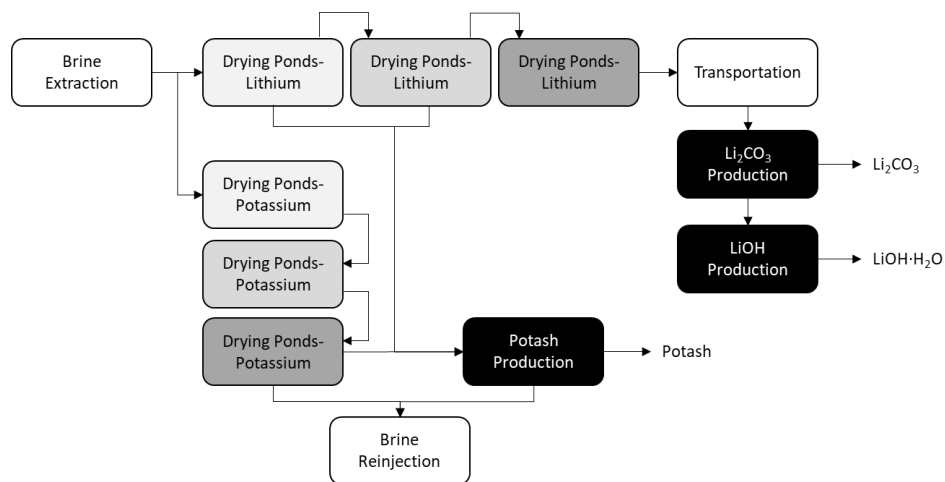 Brine
Extraction
Drying Ponds-
Lithium
Drying Ponds-
Lithium
Drying Ponds-
Lithium
Transportation
Li₂CO₃
Production
Li₂CO₃
Drying Ponds-
Potassium
LiOH
Production
LiOH·H₂O
Drying Ponds-
Potassium
Drying Ponds-
Potassium
Potash
Production
Potash
Brine
Reinjection